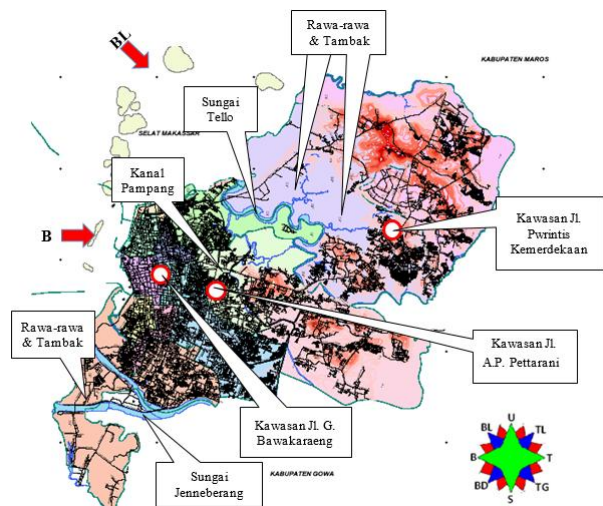 BL
Rawa-rawa
& Tambak
KABUPATEN MAROS
Sungai
Tello
SELAT MAKASSAR
Kanal
Pampang
B
Kawasan Jl.
Pwrintis
Kemerdekaan
Rawa-rawa
& Tambak
Kawasan Jl.
A.P. Pettarani
Kawasan Jl. G.
Bawakaraeng
Sungai
Jenneberang
KABUPATEN GOWA
U
BL
TL
B
T
BD
TG
S